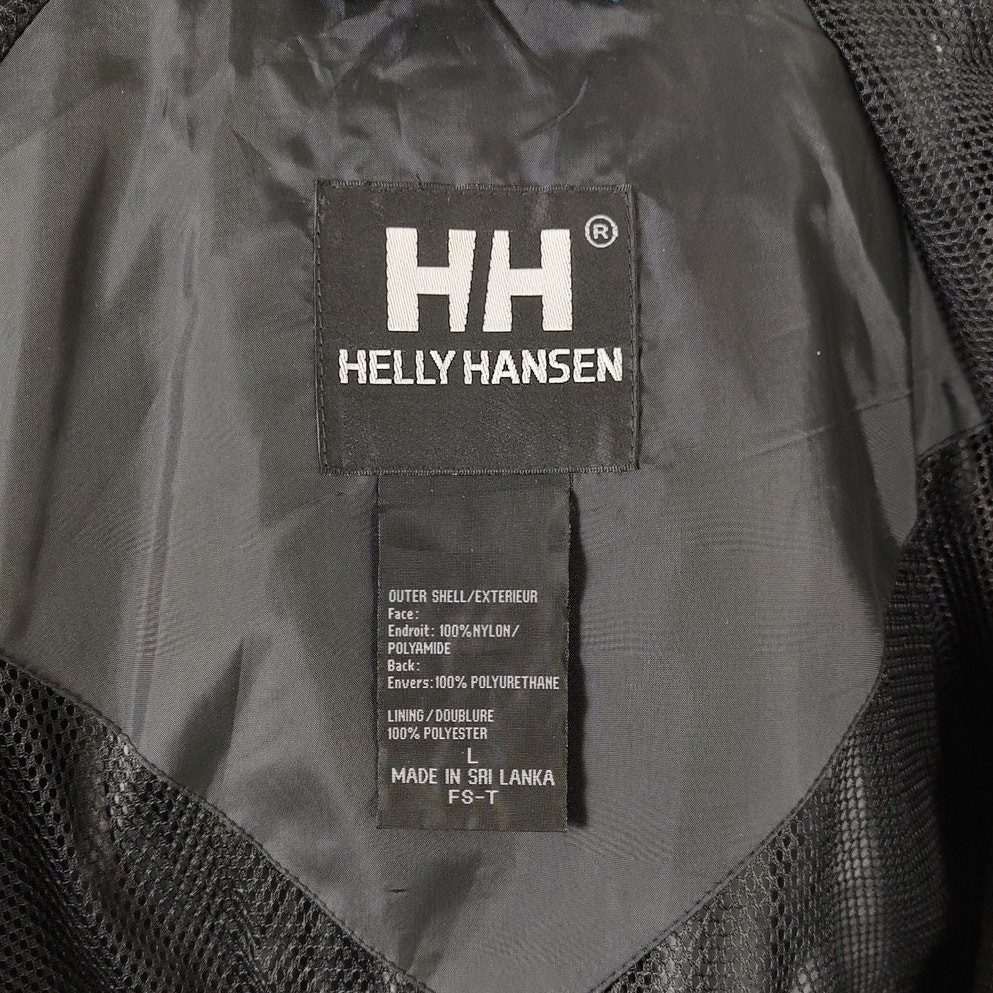 HH®
HELLY HANSEN
OUTER SHELL/EXTERIEUR
Face:
Endroit: 100%NYLON/
POLYAMIDE
Back:
Envers:100% POLYURETHANE
LINING/DOUBLURE
100% POLYESTER
L
MADE IN SRI LANKA
FS-T